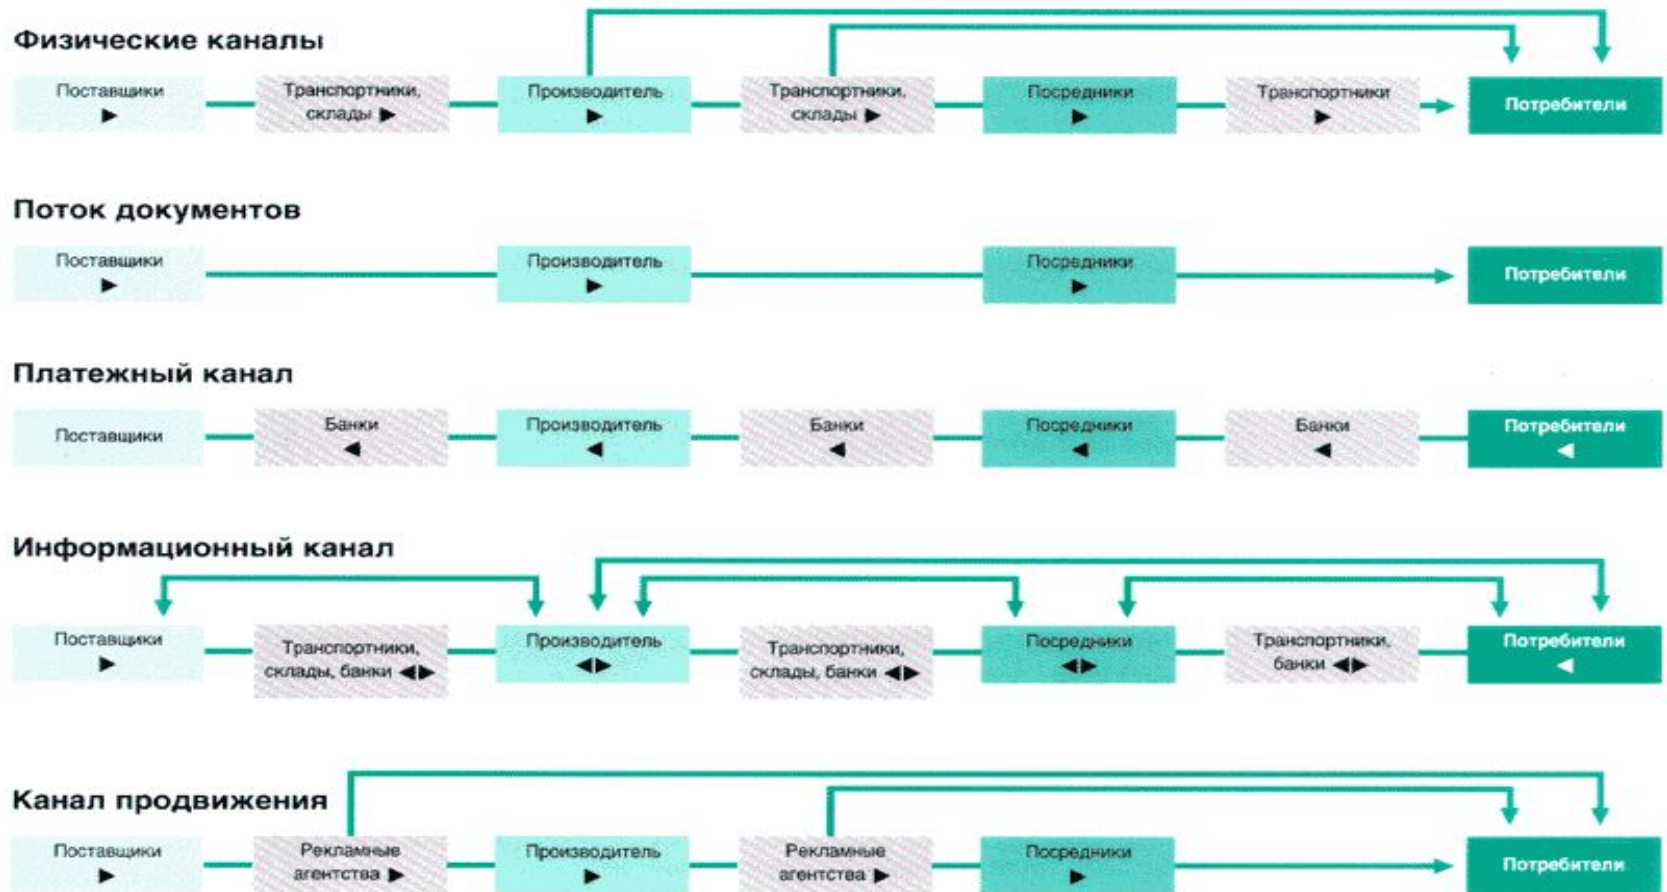 Физические каналы
Поставщики
Транспортники,
склады
Производитель
Транспортники,
склады
Посредники
Транспортники
Потребители
Поток документов
Поставщики
Производитель
Посредники
Потребители
Платежный канал
Поставщики
Банки
Производитель
Банки
Посредники
Банки
Потребители
Информационный канал
Поставщики
Транспортники,
склады, банки
Производитель
Транспортники,
склады, банки
Посредники
Транспортники,
банки
Потребители
Канал продвижения
Поставщики
Рекламные
агентства
Производитель
Рекламные
агентства
Посредники
Потребители